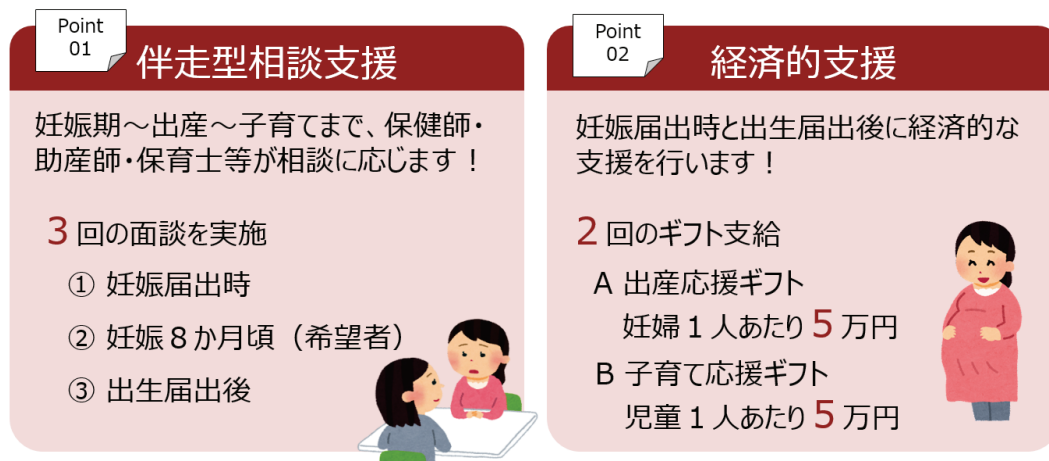 Point
01
伴走型相談支援
妊娠期～出産～子育てまで、保健師・
助産師・保育士等が相談に応じます！
3 回の面談を実施
① 妊娠届出時
② 妊娠８か月頃（希望者）
③ 出生届出後
Point
02
経済的支援
妊娠届出時と出生届出後に経済的な
支援を行います！
2 回のギフト支給
A 出産応援ギフト
妊婦１人あたり 5 万円
B 子育て応援ギフト
児童１人あたり 5 万円